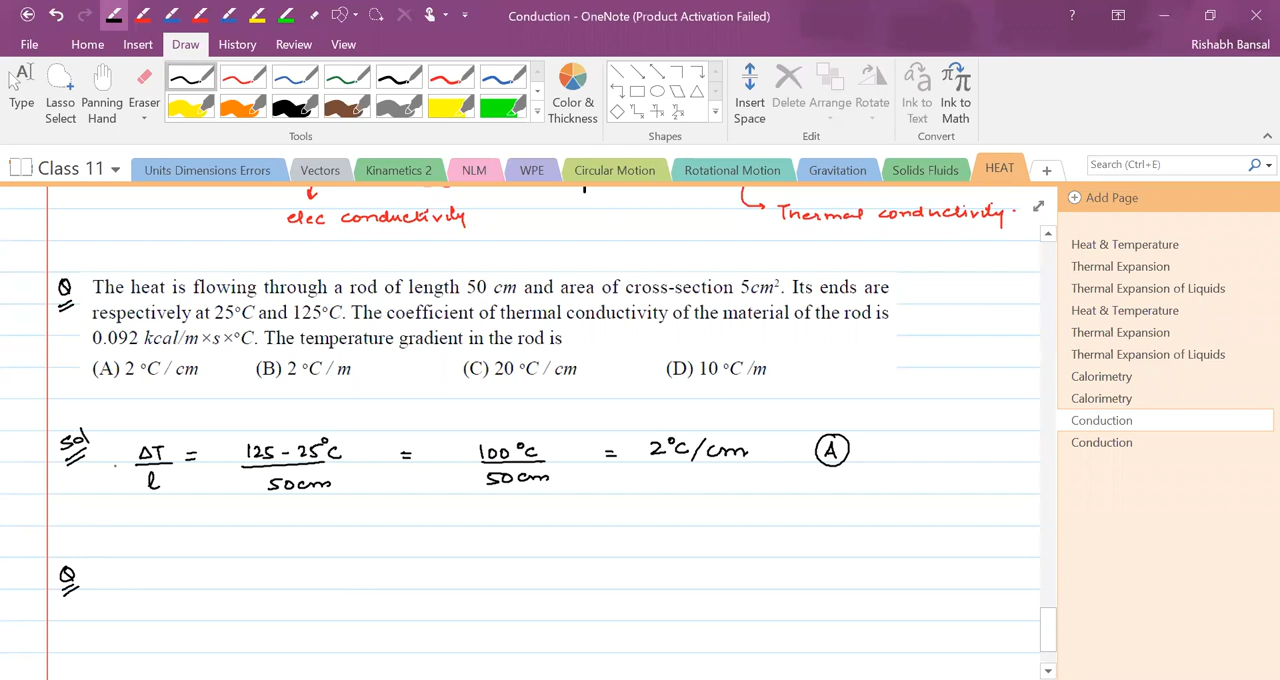 Conduction - OneNote (Product Activation Failed)
?
File Home Insert Draw History Review View
Rishabh Bansal
Type Lasso Select Panning Hand Eraser
Color & Thickness
Insert Space Delete Arrange Rotate
Ink to Text Ink to Math
Tools Shapes Edit Convert
Class 11 Units Dimensions Errors Vectors Kinametics 2 NLM WPE Circular Motion Rotational Motion Gravitation Solids Fluids HEAT +
Search (Ctrl+E)
Add Page
Heat & Temperature
Thermal Expansion
Thermal Expansion of Liquids
Heat & Temperature
Thermal Expansion
Thermal Expansion of Liquids
Calorimetry
Calorimetry
Conduction
Conduction
elec conductivity
Thermal conductivity.
Q The heat is flowing through a rod of length 50 cm and area of cross-section 5cm². Its ends are
respectively at 25°C and 125°C. The coefficient of thermal conductivity of the material of the rod is
0.092 kcal/m×s×°C. The temperature gradient in the rod is
(A) 2 °C / cm (B) 2 °C / m (C) 20 °C / cm (D) 10 °C /m
Sol ΔT/l = 125 - 25°C/50cm = 100°C/50cm = 2°C/cm (A)
Q